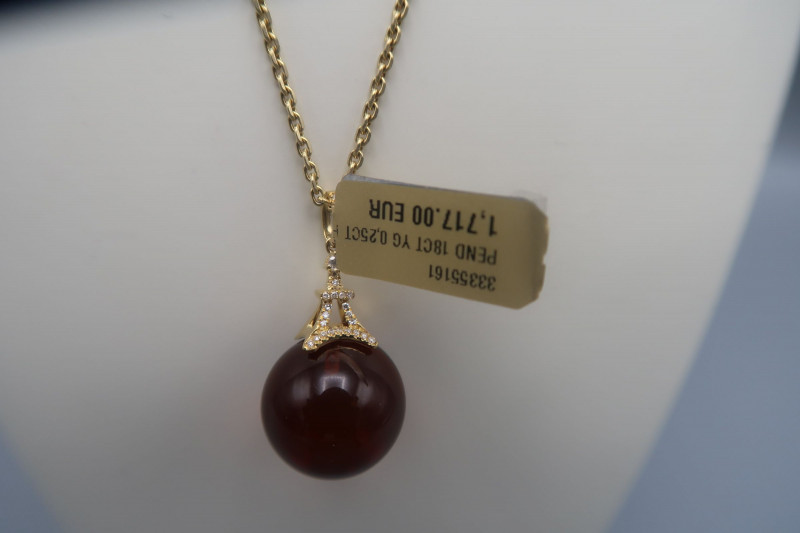 33355161
PEND 18CT YG 0,25CT
1,717.00 EUR